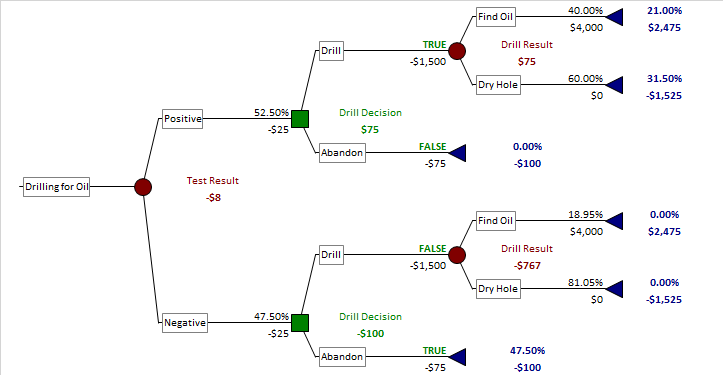 Find Oil 40.00% 21.00%
$4,000 $2,475
Drill TRUE Drill Result
-$1,500 $75
Dry Hole 60.00% 31.50%
$0 -$1,525
Positive 52.50% Drill Decision
-$25 $75
Abandon FALSE 0.00%
-$75 -$100
Drilling for Oil Test Result
-$8
Find Oil 18.95% 0.00%
$4,000 $2,475
Drill FALSE Drill Result
-$1,500 -$767
Dry Hole 81.05% 0.00%
$0 -$1,525
Negative 47.50% Drill Decision
-$25 -$100
Abandon TRUE 47.50%
-$75 -$100